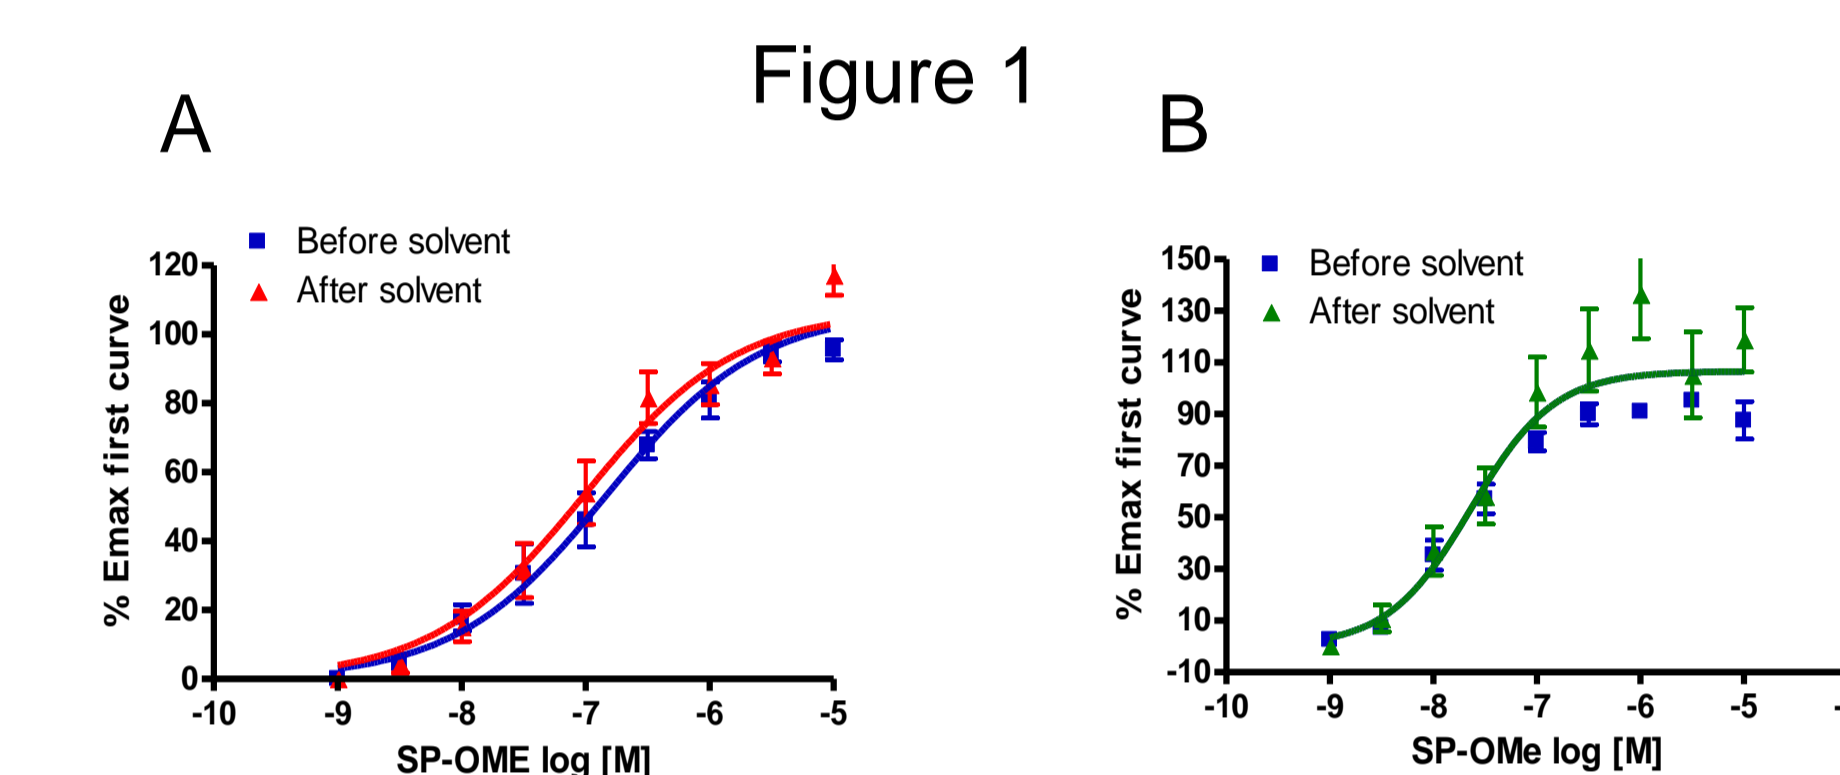 Figure 1
A
Before solvent
After solvent
120
100
80
60
40
20
0
% Emax first curve
-10 -9 -8 -7 -6 -5
SP-OME log [M]
B
Before solvent
After solvent
150
130
110
90
70
50
30
10
-10
% Emax first curve
-10 -9 -8 -7 -6 -5
SP-OMe log [M]